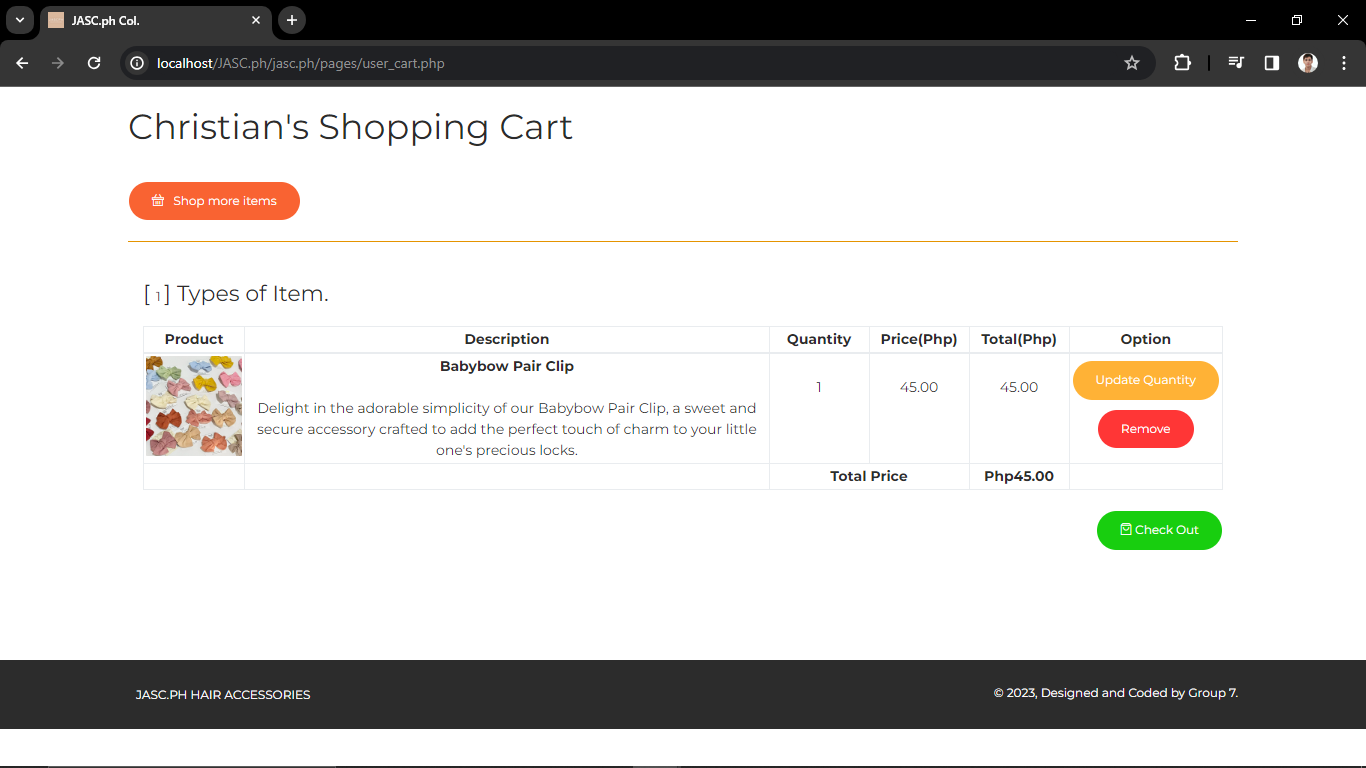 JASC.ph Col.
localhost/JASC.ph/jasc.ph/pages/user_cart.php
Christian's Shopping Cart
Shop more items
[ 1 ] Types of Item.
Product Description Quantity Price(Php) Total(Php) Option
Babybow Pair Clip
Delight in the adorable simplicity of our Babybow Pair Clip, a sweet and
secure accessory crafted to add the perfect touch of charm to your little
one's precious locks.
1 45.00 45.00
Update Quantity
Remove
Total Price Php45.00
Check Out
JASC.PH HAIR ACCESSORIES
© 2023, Designed and Coded by Group 7.